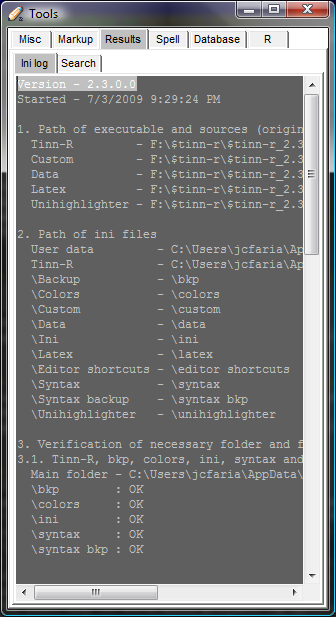 Tools
Misc Markup Results Spell Database R
Ini log Search
Version - 2.3.0.0
Started - 7/3/2009 9:29:24 PM
1. Path of executable and sources (origin
Tinn-R - F:\$tinn-r\$tinn-r_2.3
Custom - F:\$tinn-r\$tinn-r_2.3
Data - F:\$tinn-r\$tinn-r_2.3
Latex - F:\$tinn-r\$tinn-r_2.3
Unihighlighter - F:\$tinn-r\$tinn-r_2.3
2. Path of ini files
User data - C:\Users\jcfaria\App
Tinn-R - C:\Users\jcfaria\App
\Backup - \bkp
\Colors - \colors
\Custom - \custom
\Data - \data
\Ini - \ini
\Latex - \latex
\Editor shortcuts - \editor shortcuts
\Syntax - \syntax
\Syntax backup - \syntax bkp
\Unihighlighter - \unihighlighter
3. Verification of necessary folder and f
3.1. Tinn-R, bkp, colors, ini, syntax and
Main folder - C:\Users\jcfaria\AppData\
\bkp : OK
\colors : OK
\ini : OK
\syntax : OK
\syntax bkp : OK